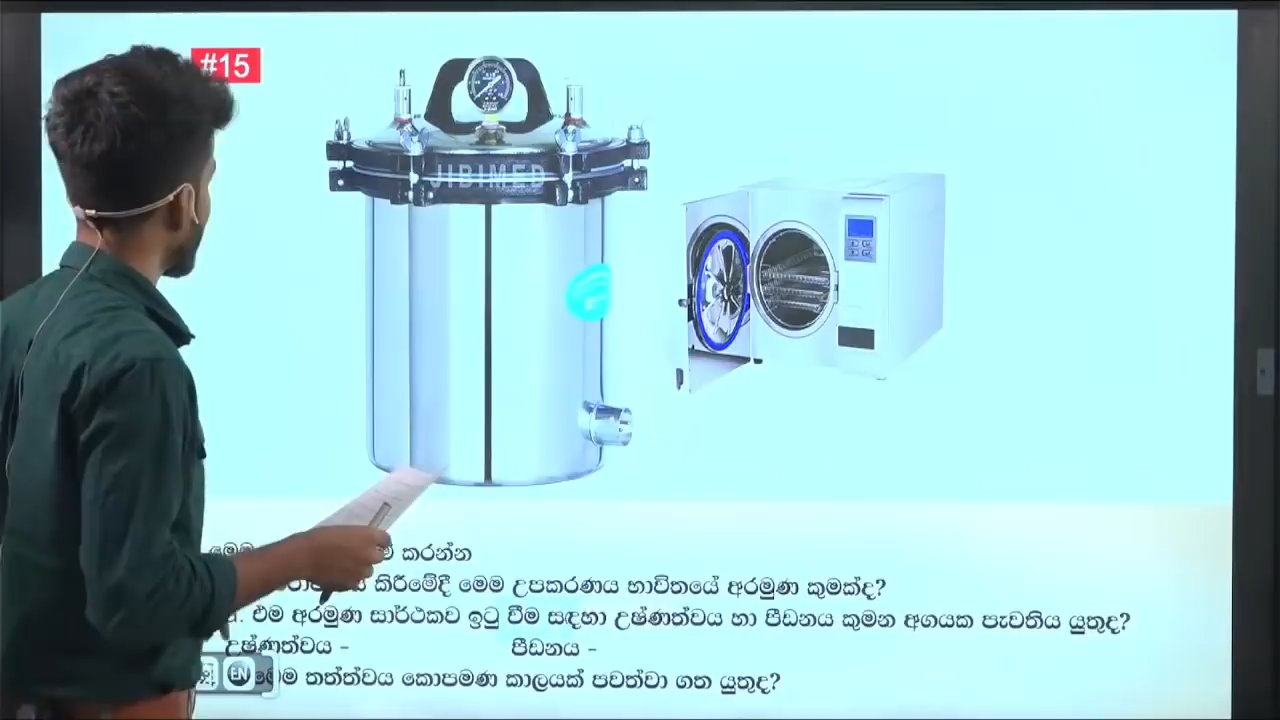 #15
JIBIMED
කරන්න
කිරීමේදී මෙම උපකරණය භාවිතයේ අරමුණ කුමක්ද?
එම අරමුණ සාර්ථකව ඉටු වීම සඳහා උෂ්ණත්වය හා පීඩනය කුමන අගයක පැවතිය යුතුද?
උෂ්ණත්වය - පීඩනය -
EN මෙම තත්ත්වය කොපමණ කාලයක් පවත්වා ගත යුතුද?